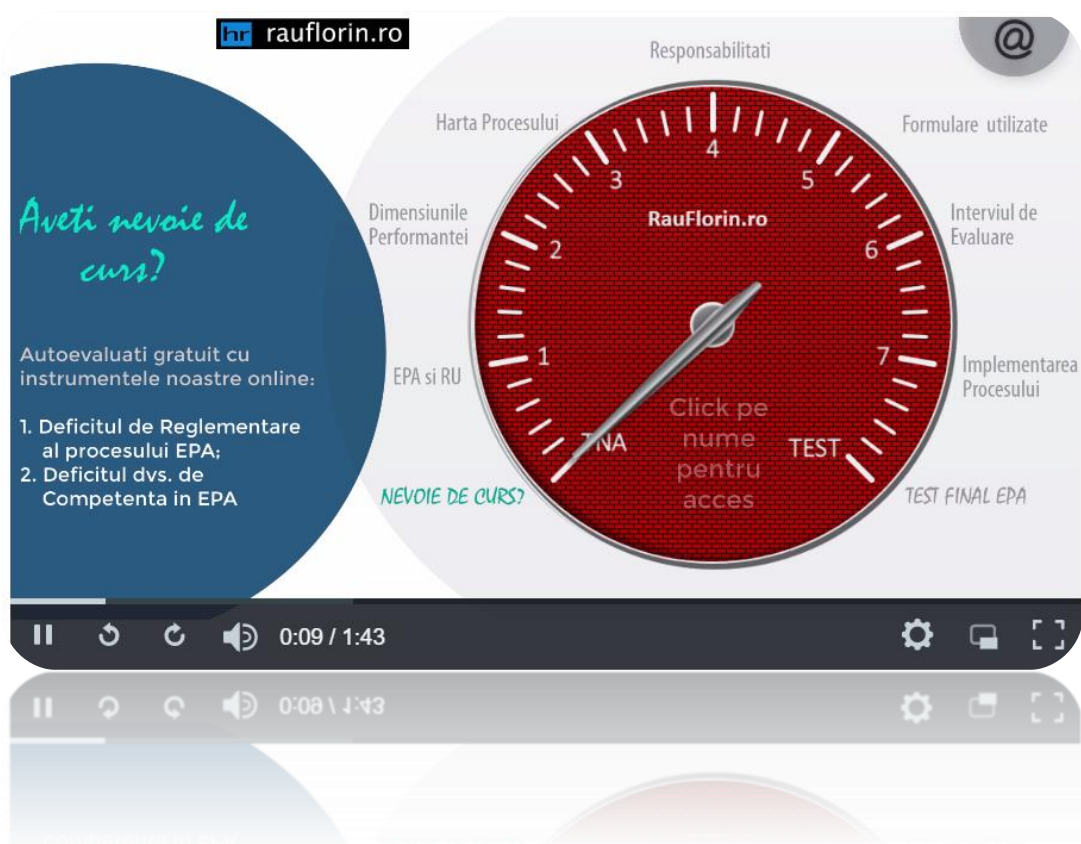 hr rauflorin.ro
@
Responsabilitati
Harta Procesului
Formulare utilizate
Dimensiunile
Performantei
Interviul de
Evaluare
EPA si RU
Implementarea
Procesului
NEVOIE DE CURS?
TEST FINAL EPA
Aveti nevoie de
curs?
Autoevaluati gratuit cu
instrumentele noastre online:
1. Deficitul de Reglementare
al procesului EPA;
2. Deficitul dvs. de
Competenta in EPA
1
2
3
4
5
6
7
RauFlorin.ro
TNA
TEST
Click pe
nume
pentru
acces
0:09 / 1:43